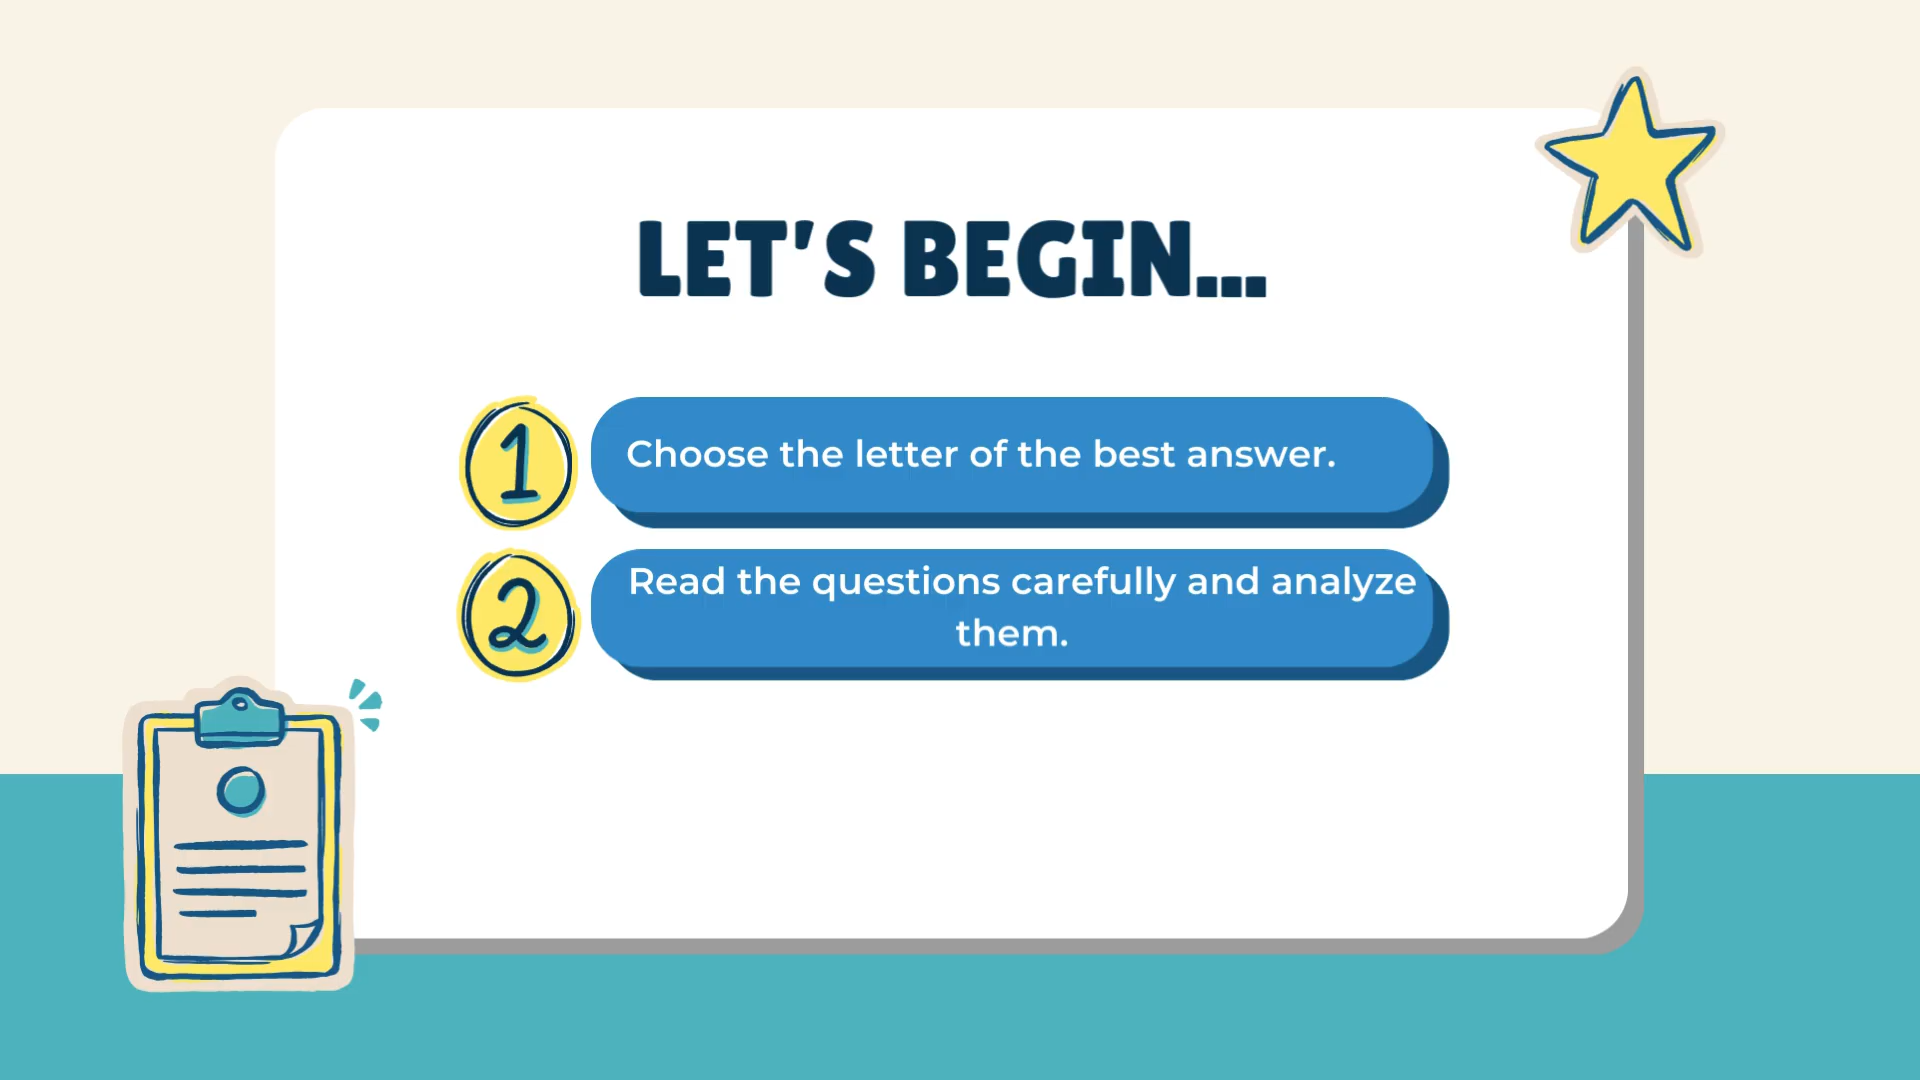 LET'S BEGIN...
1
Choose the letter of the best answer.
2
Read the questions carefully and analyze
them.